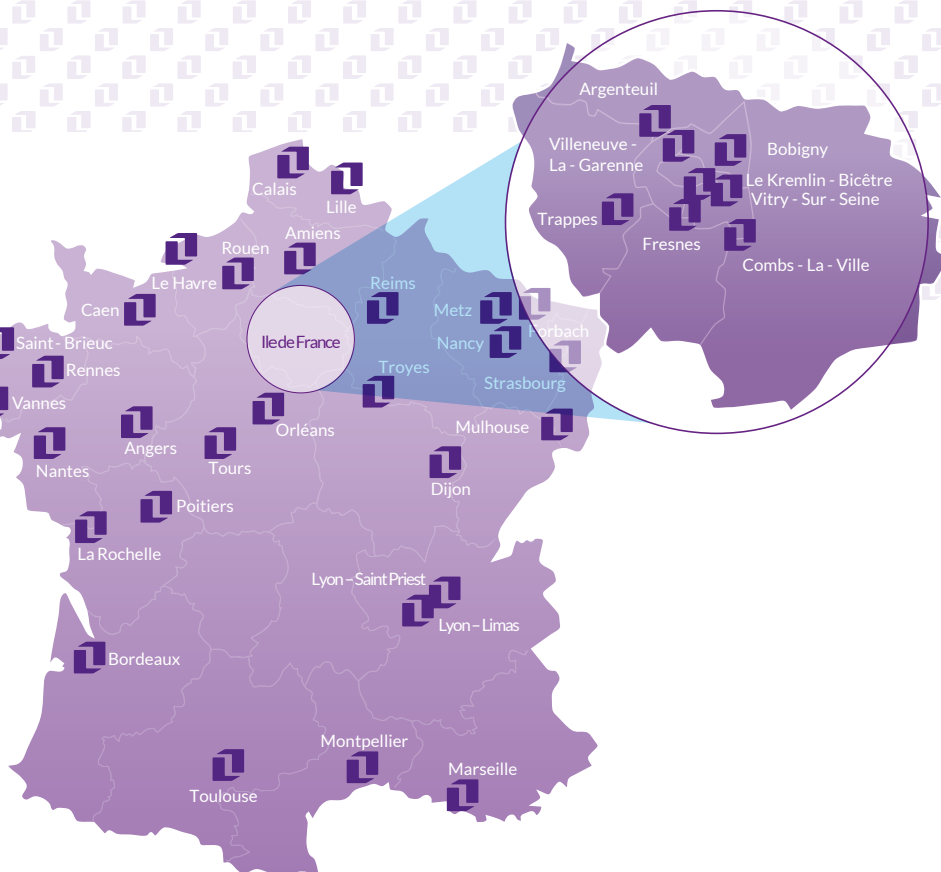 Argenteuil
Villeneuve -
La - Garenne
Bobigny
Le Kremlin - Bicêtre
Vitry - Sur - Seine
Trappes
Fresnes
Combs - La - Ville
Calais
Lille
Amiens
Rouen
Le Havre
Reims
Caen
Metz
Forbach
Ile de France
Saint - Brieuc
Nancy
Rennes
Troyes
Strasbourg
Vannes
Orléans
Mulhouse
Angers
Tours
Nantes
Dijon
Poitiers
La Rochelle
Lyon – Saint Priest
Lyon – Limas
Bordeaux
Montpellier
Marseille
Toulouse